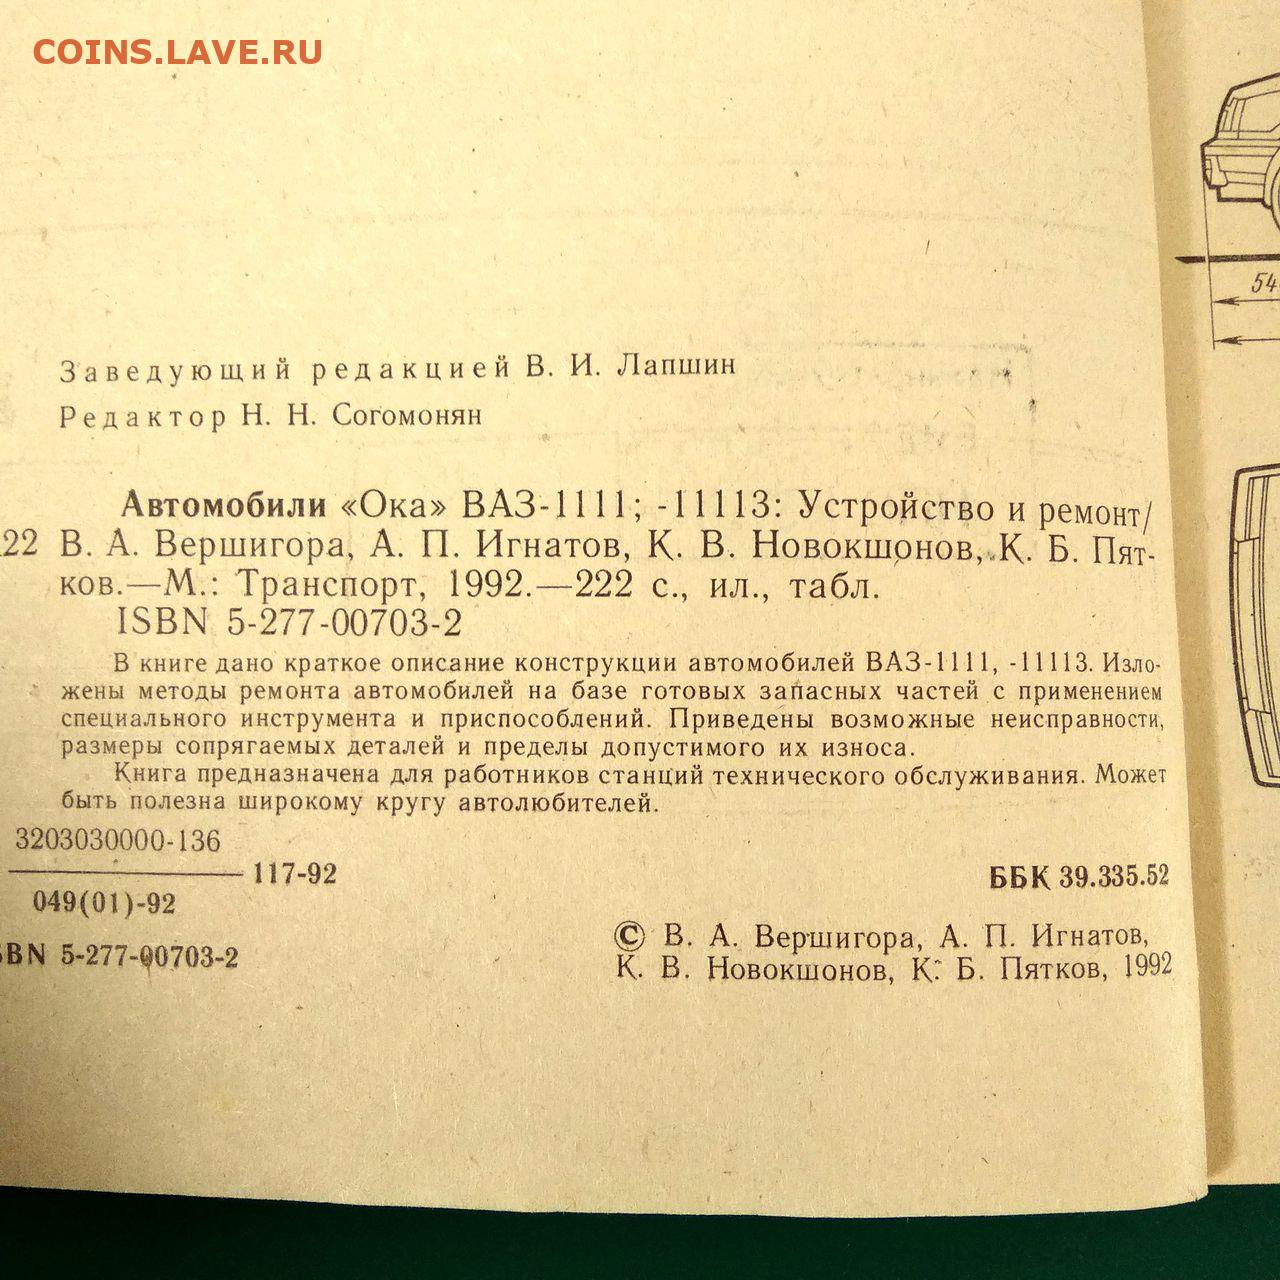 COINS.LAVE.RU
54
Заведующий редакцией В. И. Лапшин
Редактор Н. Н. Согомонян
Автомобили «Ока» ВАЗ-1111; -11113: Устройство и ремонт/
22 В. А. Вершигора, А. П. Игнатов, К. В. Новокшонов, К. Б. Пят-
ков.—М.: Транспорт, 1992.—222 с., ил., табл.
ISBN 5-277-00703-2
В книге дано краткое описание конструкции автомобилей ВАЗ-1111, -11113. Изло-
жены методы ремонта автомобилей на базе готовых запасных частей с применением
специального инструмента и приспособлений. Приведены возможные неисправности,
размеры сопрягаемых деталей и пределы допустимого их износа.
Книга предназначена для работников станций технического обслуживания. Может
быть полезна широкому кругу автолюбителей.
3203030000-136
117-92
049(01)-92
ББК 39.335.52
SBN 5-277-00703-2
© В. А. Вершигора, А. П. Игнатов,
К. В. Новокшонов, К. Б. Пятков, 1992